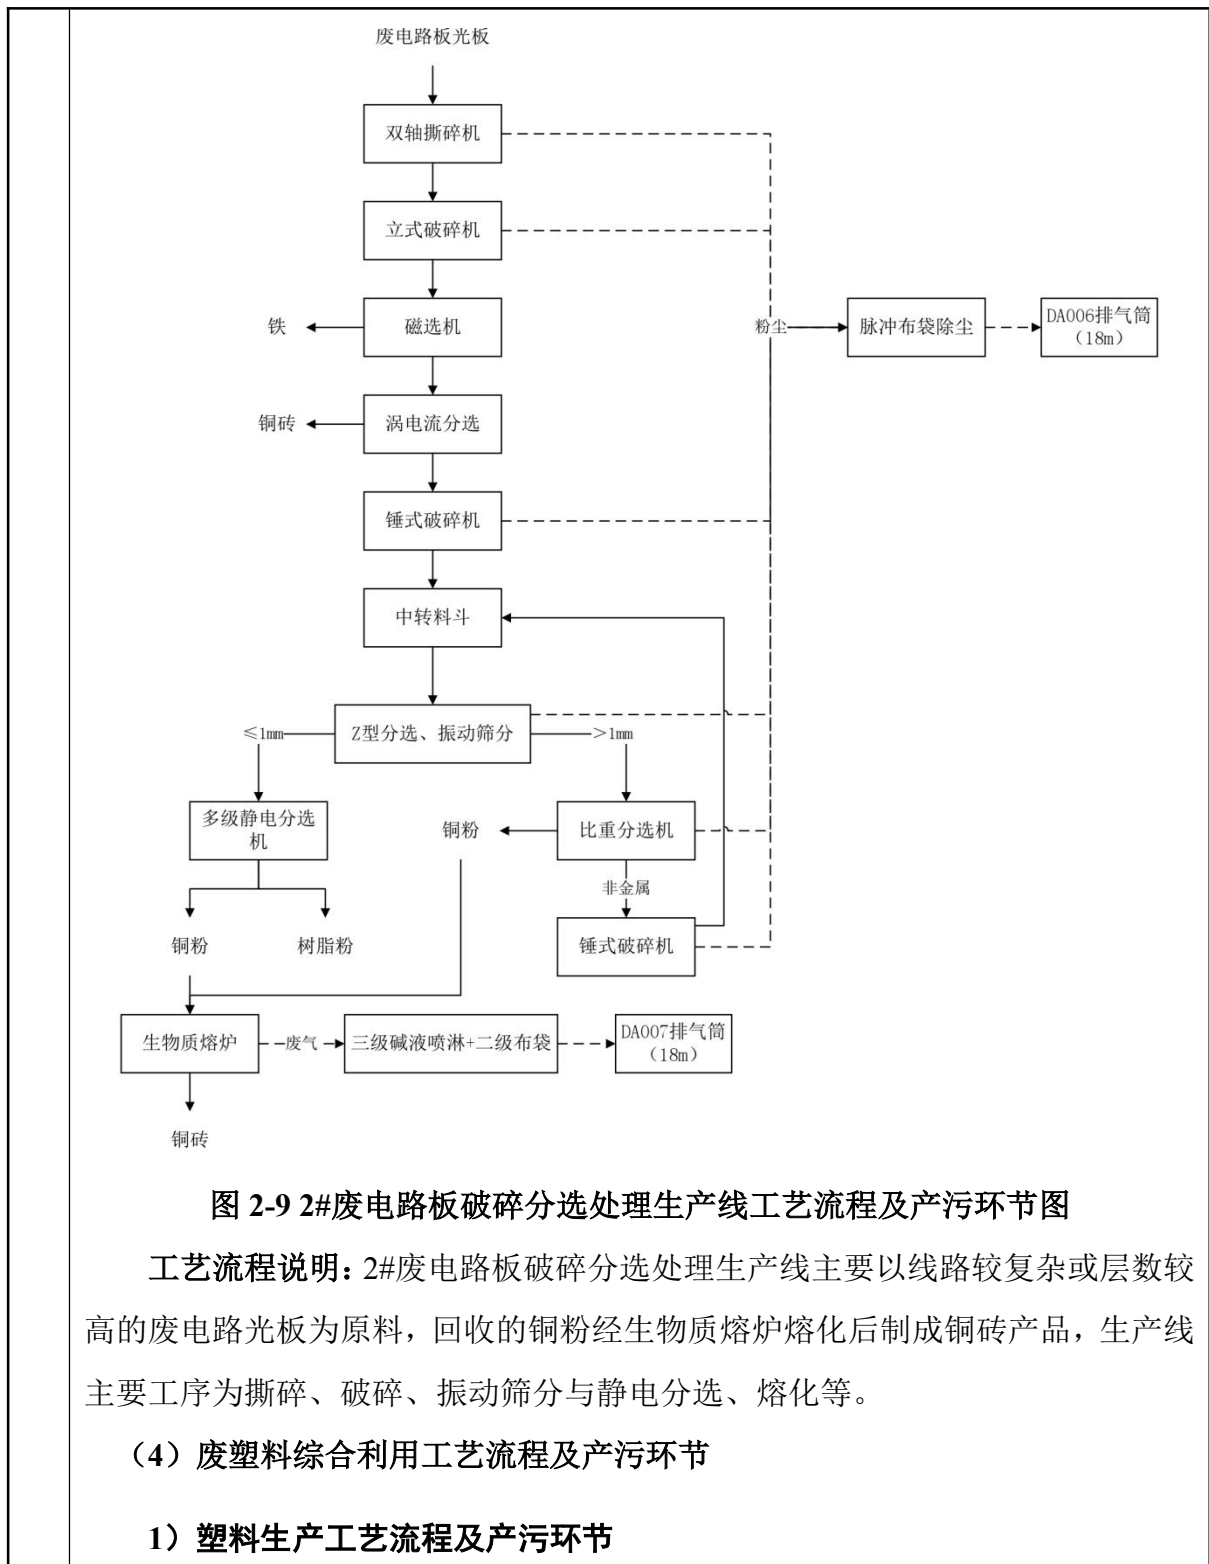 废电路板光板
双轴撕碎机
立式破碎机
铁
磁选机
粉尘
脉冲布袋除尘
DA006排气筒
（18m）
铜砖
涡电流分选
锤式破碎机
中转料斗
≤1mm
Z型分选、振动筛分
＞1mm
多级静电分选
机
铜粉
比重分选机
非金属
铜粉
树脂粉
锤式破碎机
生物质熔炉
废气
三级碱液喷淋+二级布袋
DA007排气筒
（18m）
铜砖
图 2-9 2#废电路板破碎分选处理生产线工艺流程及产污环节图
工艺流程说明：2#废电路板破碎分选处理生产线主要以线路较复杂或层数较
高的废电路光板为原料，回收的铜粉经生物质熔炉熔化后制成铜砖产品，生产线
主要工序为撕碎、破碎、振动筛分与静电分选、熔化等。
（4）废塑料综合利用工艺流程及产污环节
1）塑料生产工艺流程及产污环节